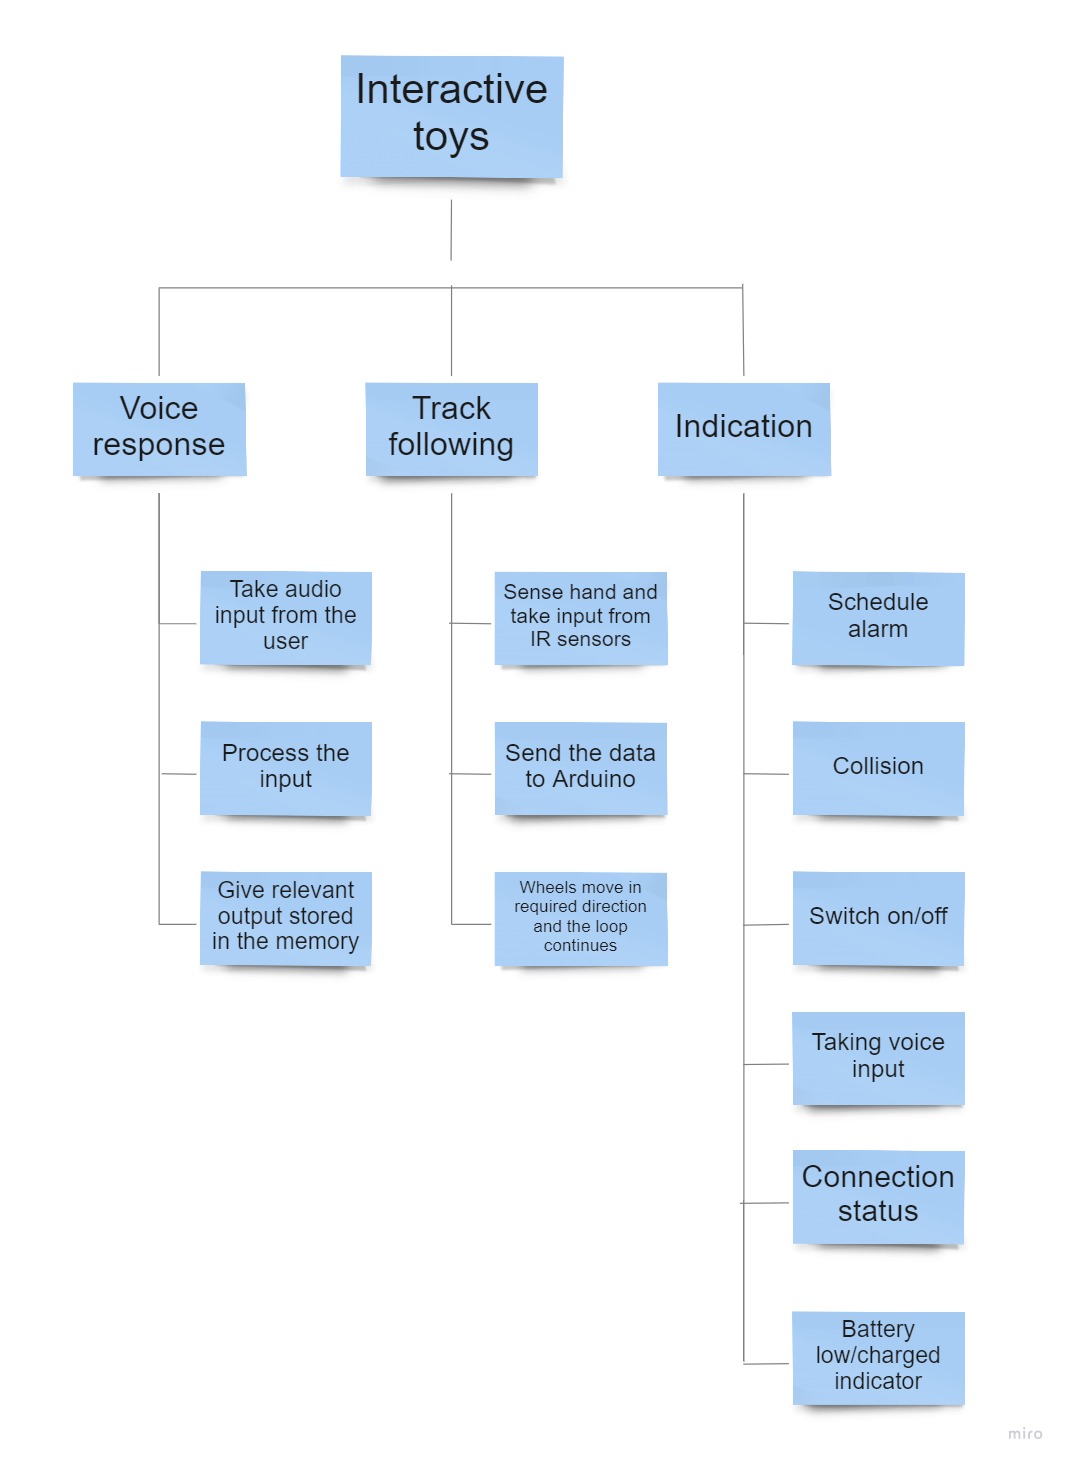 Interactive
toys
Voice
response
Track
following
Indication
Take audio
input from the
user
Sense hand and
take input from
IR sensors
Schedule
alarm
Process the
input
Send the data
to Arduino
Collision
Give relevant
output stored
in the memory
Wheels move in
required direction
and the loop
continues
Switch on/off
Taking voice
input
Connection
status
Battery
low/charged
indicator
miro